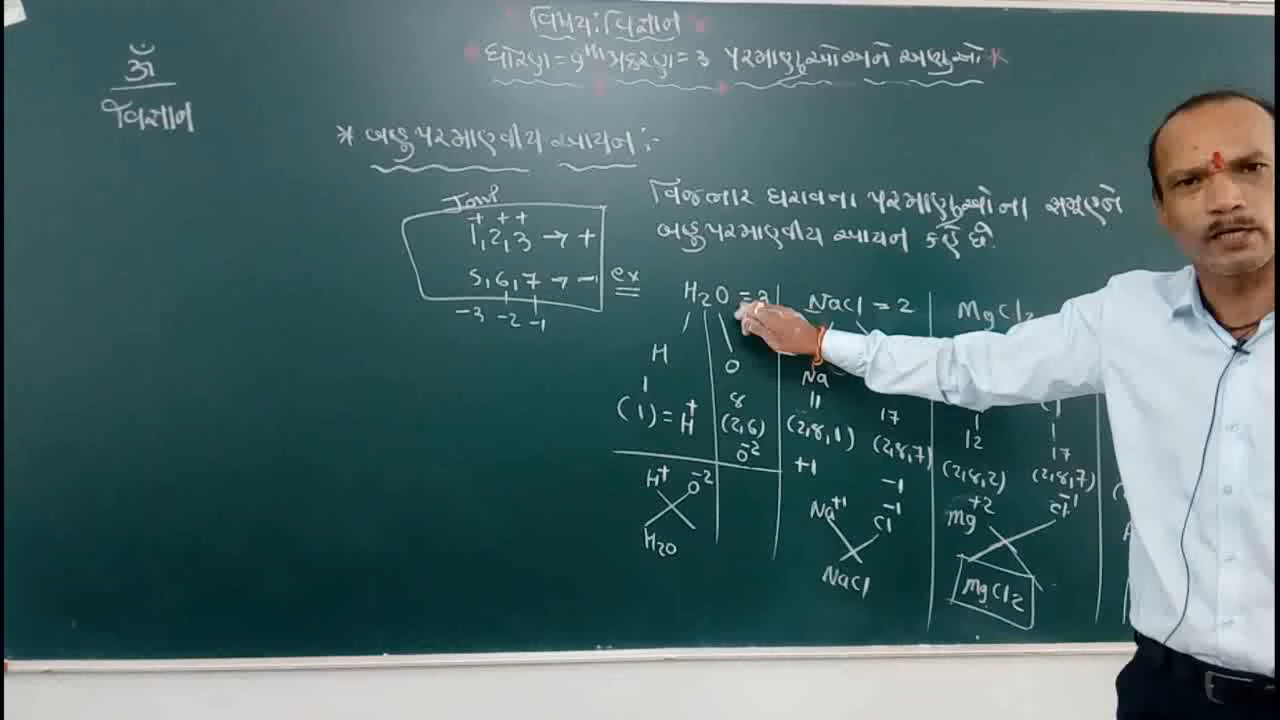 વિષય: વિજ્ઞાન
ધોરણ = 9th પ્રકરણ = 3 પરમાણુઓ અને અણુઓ
ॐ
વિજ્ઞાન
* બહુપરમાણ્વીય આયન :-
+ + +
1, 2, 3 → +
5, 6, 7 → -
-3 -2 -1
વિજભાર ધરાવતા પરમાણુઓના સમૂહને
બહુપરમાણ્વીય આયન કહે છે.
ex
H2O = 3 NaCl = 2 MgCl2
H O Na
1 8 11 17 12 17
(1) = H+ (2,6) (2,8,1) (2,8,7) (2,8,2) (2,8,7)
O-2 +1 -1
H+ O-2 Na+1 Cl-1 Mg+2 Cl-1
H2O NaCl MgCl2